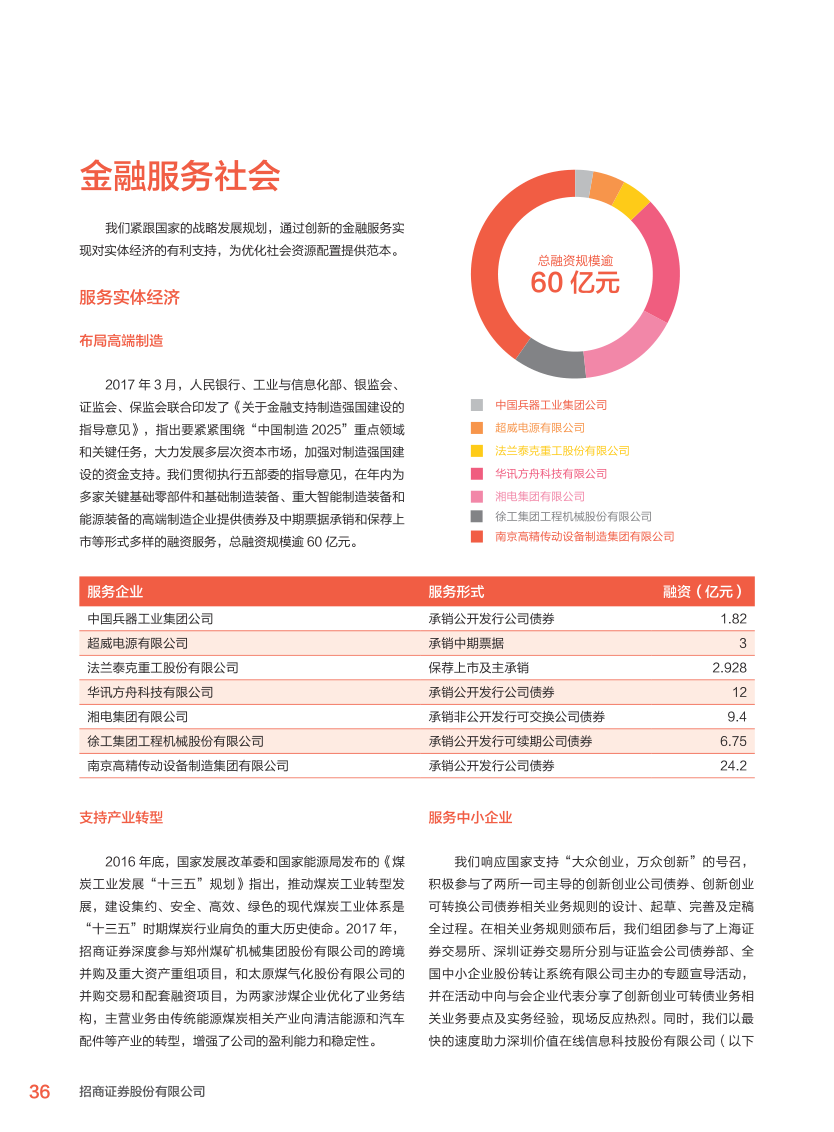 金融服务社会
我们紧跟国家的战略发展规划，通过创新的金融服务实
现对实体经济的有利支持，为优化社会资源配置提供范本。
服务实体经济
布局高端制造
2017 年 3 月，人民银行、工业与信息化部、银监会、
证监会、保监会联合印发了《关于金融支持制造强国建设的
指导意见》，指出要紧紧围绕“中国制造 2025”重点领域
和关键任务，大力发展多层次资本市场，加强对制造强国建
设的资金支持。我们贯彻执行五部委的指导意见，在年内为
多家关键基础零部件和基础制造装备、重大智能制造装备和
能源装备的高端制造企业提供债券及中期票据承销和保荐上
市等形式多样的融资服务，总融资规模逾 60 亿元。
总融资规模逾
60 亿元
中国兵器工业集团公司
超威电源有限公司
法兰泰克重工股份有限公司
华讯方舟科技有限公司
湘电集团有限公司
徐工集团工程机械股份有限公司
南京高精传动设备制造集团有限公司
服务企业 服务形式 融资（亿元）
中国兵器工业集团公司 承销公开发行公司债券 1.82
超威电源有限公司 承销中期票据 3
法兰泰克重工股份有限公司 保荐上市及主承销 2.928
华讯方舟科技有限公司 承销公开发行公司债券 12
湘电集团有限公司 承销非公开发行可交换公司债券 9.4
徐工集团工程机械股份有限公司 承销公开发行可续期公司债券 6.75
南京高精传动设备制造集团有限公司 承销公开发行公司债券 24.2
支持产业转型
2016 年底，国家发展改革委和国家能源局发布的《煤
炭工业发展“十三五”规划》指出，推动煤炭工业转型发
展，建设集约、安全、高效、绿色的现代煤炭工业体系是
“十三五”时期煤炭行业肩负的重大历史使命。2017 年，
招商证券深度参与郑州煤矿机械集团股份有限公司的跨境
并购及重大资产重组项目，和太原煤气化股份有限公司的
并购交易和配套融资项目，为两家涉煤企业优化了业务结
构，主营业务由传统能源煤炭相关产业向清洁能源和汽车
配件等产业的转型，增强了公司的盈利能力和稳定性。
服务中小企业
我们响应国家支持“大众创业，万众创新”的号召，
积极参与了两所一司主导的创新创业公司债券、创新创业
可转换公司债券相关业务规则的设计、起草、完善及定稿
全过程。在相关业务规则颁布后，我们组团参与了上海证
券交易所、深圳证券交易所分别与证监会公司债券部、全
国中小企业股份转让系统有限公司主办的专题宣导活动，
并在活动中向与会企业代表分享了创新创业可转债业务相
关业务要点及实务经验，现场反应热烈。同时，我们以最
快的速度助力深圳价值在线信息科技股份有限公司（以下
36 招商证券股份有限公司